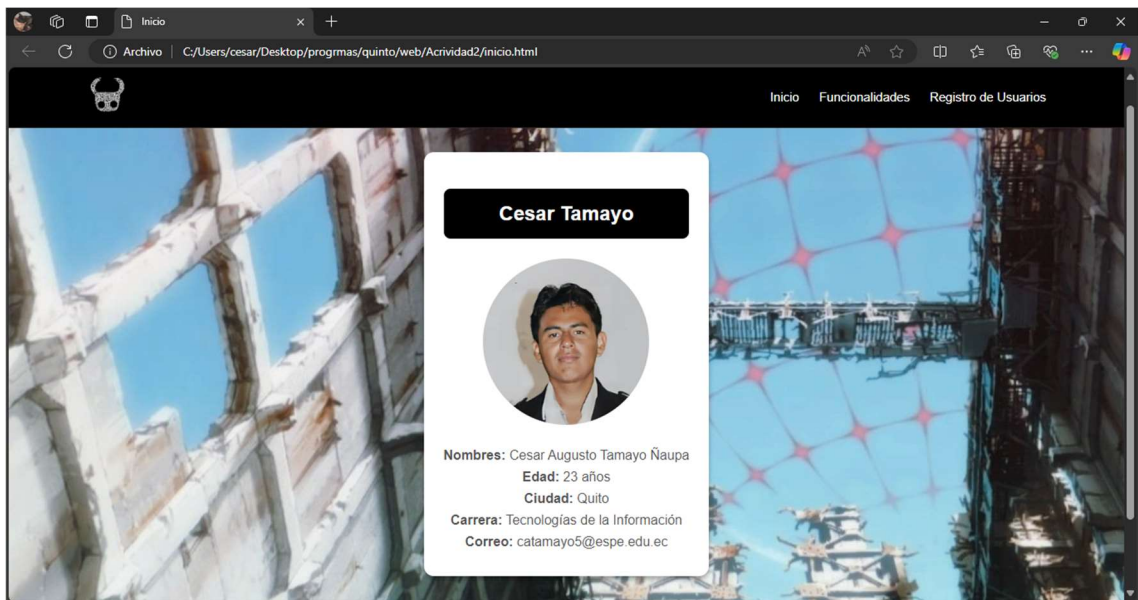 Inicio
Archivo C:/Users/cesar/Desktop/progrmas/quinto/web/Acrividad2/inicio.html
Inicio Funcionalidades Registro de Usuarios
Cesar Tamayo
Nombres: Cesar Augusto Tamayo Ñaupa
Edad: 23 años
Ciudad: Quito
Carrera: Tecnologías de la Información
Correo: catamayo5@espe.edu.ec